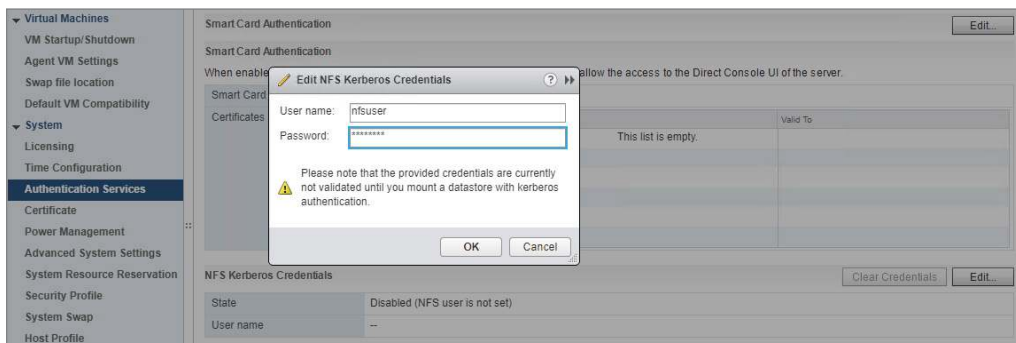 Virtual Machines
VM Startup/Shutdown
Agent VM Settings
Swap file location
Default VM Compatibility
System
Licensing
Time Configuration
Authentication Services
Certificate
Power Management
Advanced System Settings
System Resource Reservation
Security Profile
System Swap
Host Profile
Smart Card Authentication
Edit...
Smart Card Authentication
When enable
allow the access to the Direct Console UI of the server.
Smart Card
Certificates
Valid To
This list is empty.
Edit NFS Kerberos Credentials
User name: nfsuser
Password: ********
Please note that the provided credentials are currently
not validated until you mount a datastore with kerberos
authentication.
OK Cancel
NFS Kerberos Credentials
Clear Credentials Edit...
State Disabled (NFS user is not set)
User name --